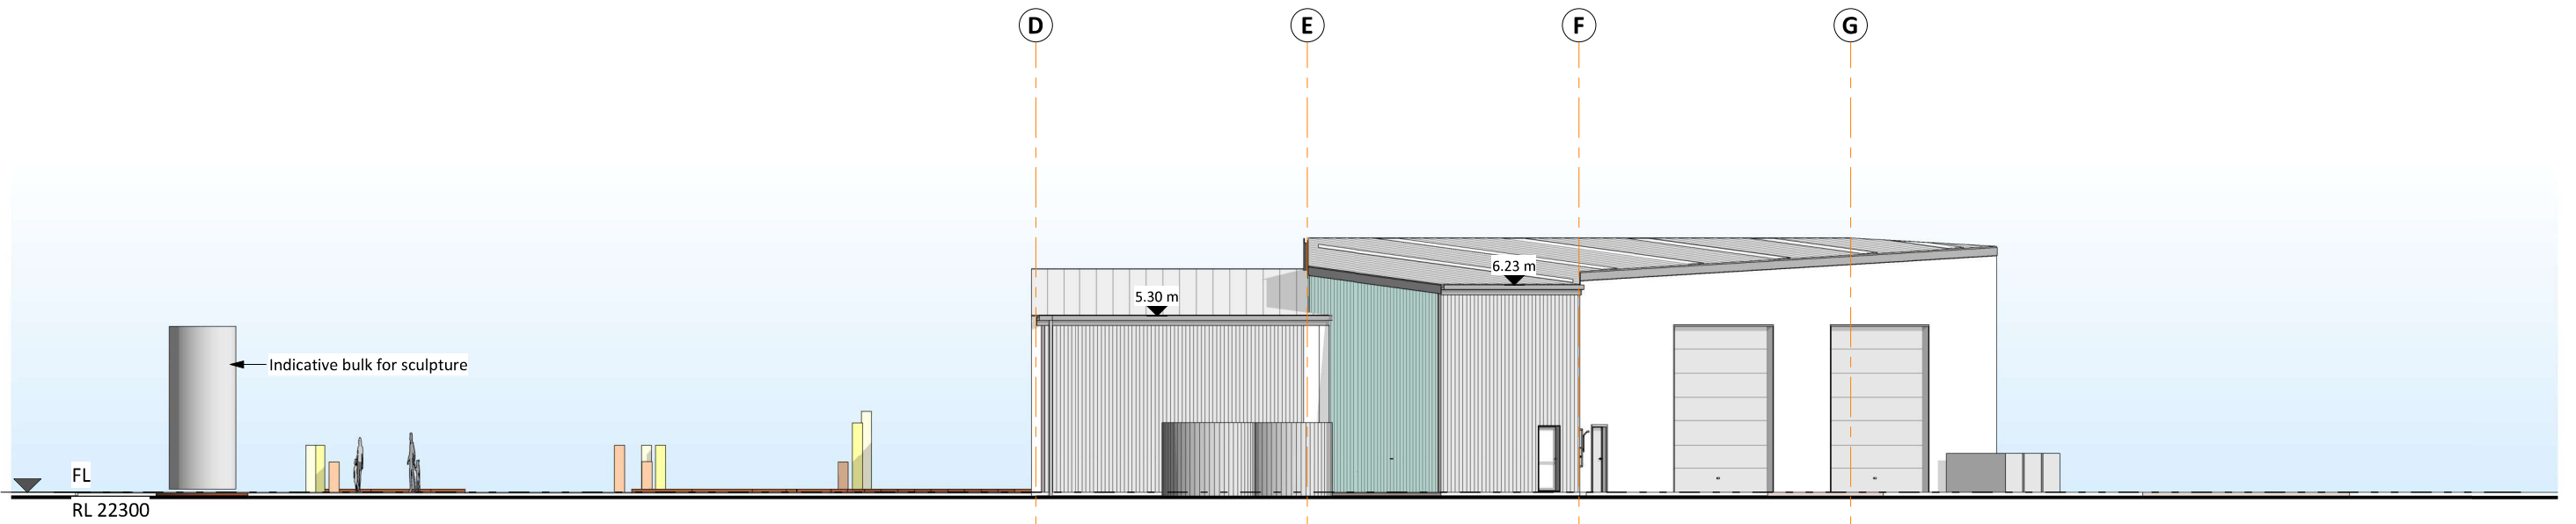 D E F G
6.23 m
5.30 m
Indicative bulk for sculpture
FL
RL 22300